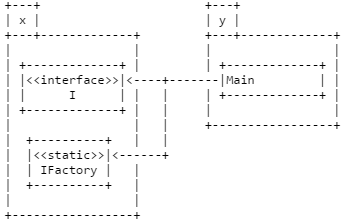 x
y
<<interface>>
Main
I
<<static>>
IFactory